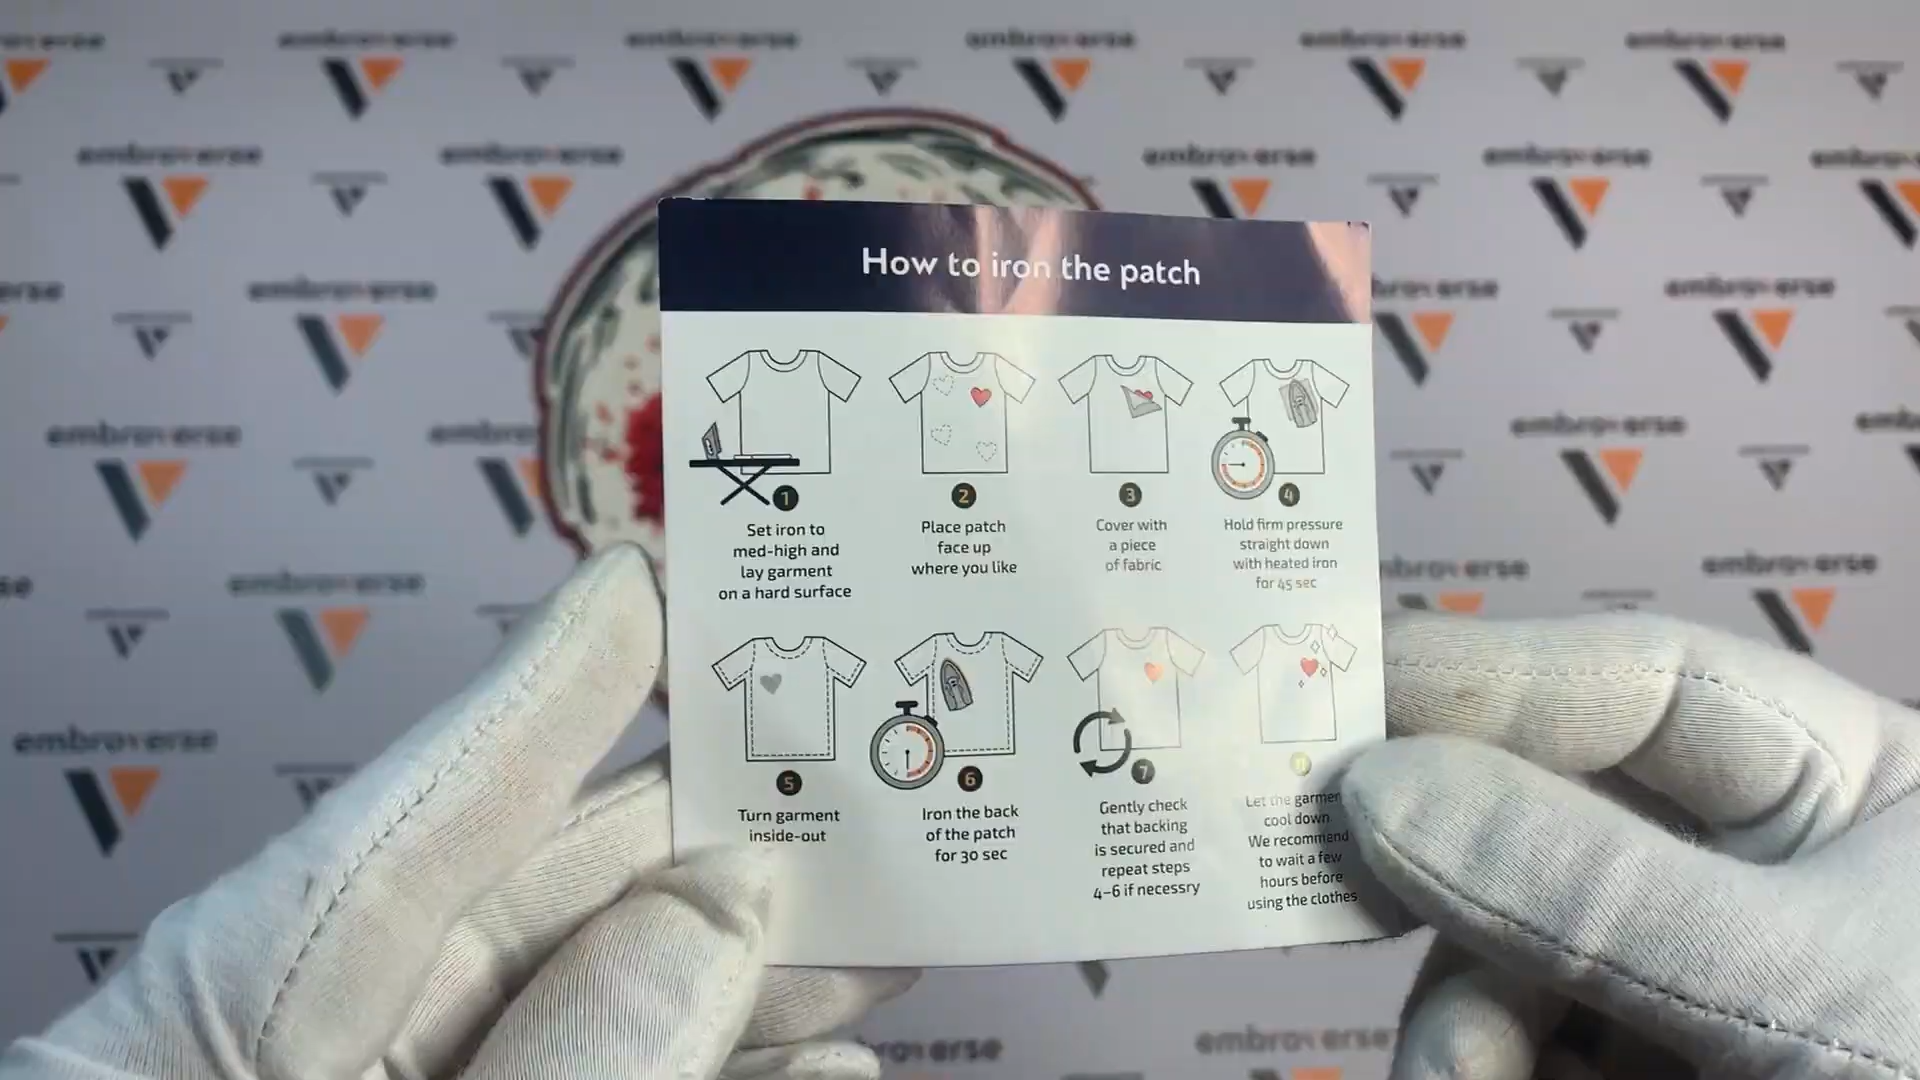 embroverse
How to iron the patch
1
Set iron to
med-high and
lay garment
on a hard surface
2
Place patch
face up
where you like
3
Cover with
a piece
of fabric
4
Hold firm pressure
straight down
with heated iron
for 45 sec
5
Turn garment
inside-out
6
Iron the back
of the patch
for 30 sec
7
Gently check
that backing
is secured and
repeat steps
4–6 if necessry
Let the
cool down
We recommend
to wait a few
hours before
using the clothes